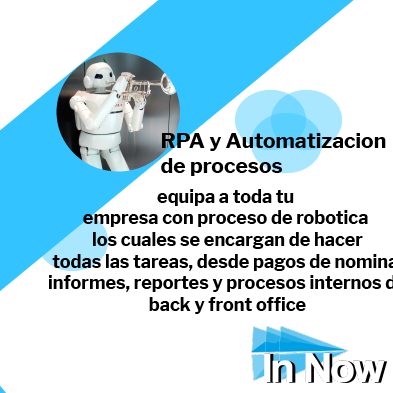 RPA y Automatizacion
de procesos
equipa a toda tu
empresa con proceso de robotica
los cuales se encargan de hacer
todas las tareas, desde pagos de nomina
informes, reportes y procesos internos d
back y front office
In Now